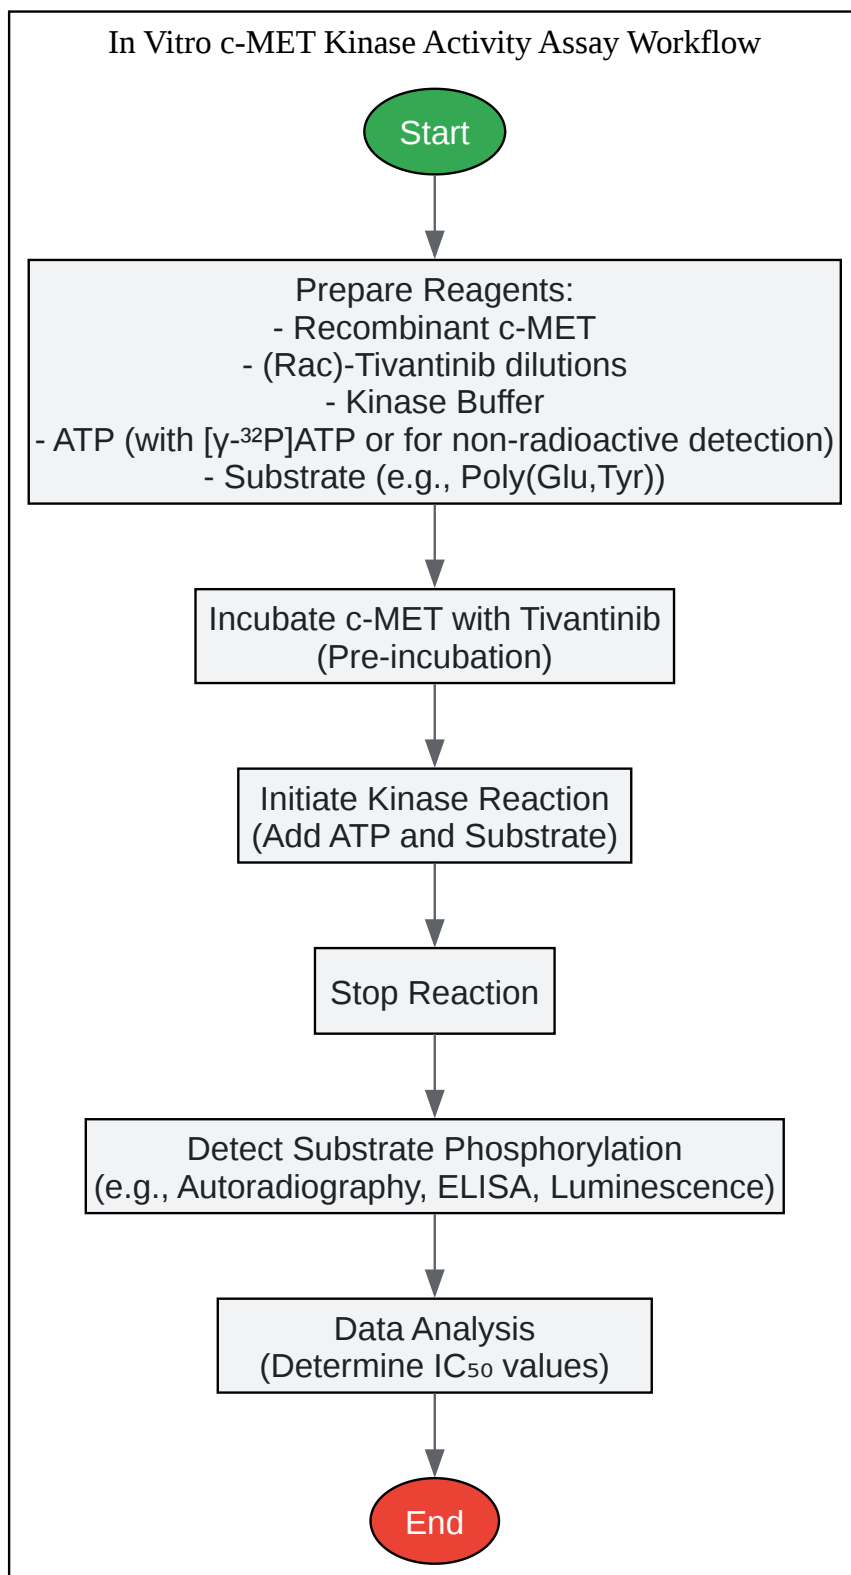 In Vitro c-MET Kinase Activity Assay Workflow
Start
Prepare Reagents:
- Recombinant c-MET
- (Rac)-Tivantinib dilutions
- Kinase Buffer
- ATP (with [γ-³²P]ATP or for non-radioactive detection)
- Substrate (e.g., Poly(Glu,Tyr))
Incubate c-MET with Tivantinib
(Pre-incubation)
Initiate Kinase Reaction
(Add ATP and Substrate)
Stop Reaction
Detect Substrate Phosphorylation
(e.g., Autoradiography, ELISA, Luminescence)
Data Analysis
(Determine IC₅₀ values)
End